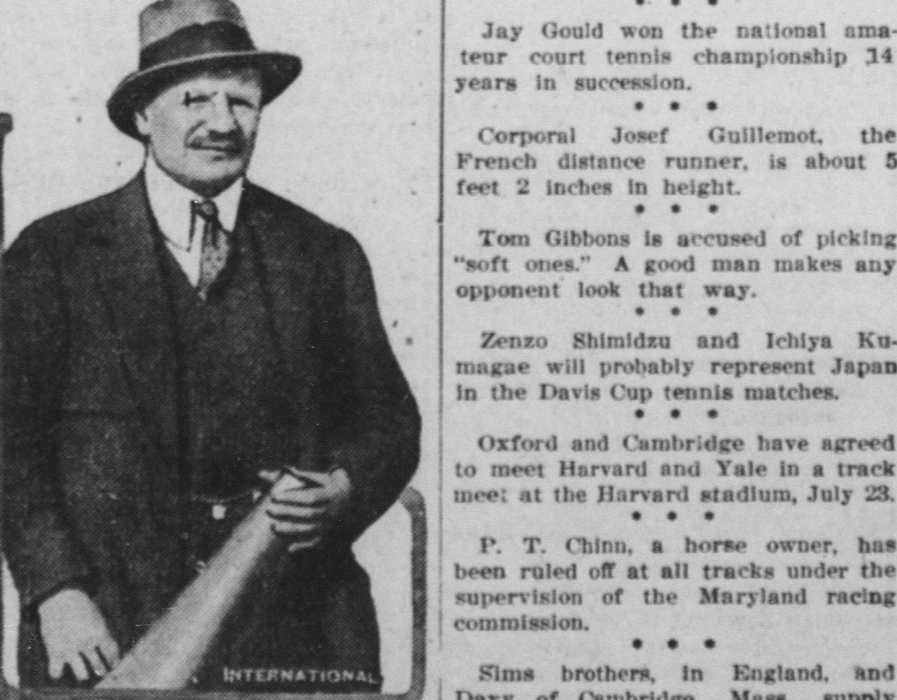 * * *
Jay Gould won the national ama-
teur court tennis championship 14
years in succession.
* * *
Corporal Josef Guillemot, the
French distance runner, is about 5
feet 2 inches in height.
* * *
Tom Gibbons is accused of picking
"soft ones." A good man makes any
opponent look that way.
* * *
Zenzo Shimidzu and Ichiya Ku-
magae will probably represent Japan
in the Davis Cup tennis matches.
* * *
Oxford and Cambridge have agreed
to meet Harvard and Yale in a track
meet at the Harvard stadium, July 23.
* * *
P. T. Chinn, a horse owner, has
been ruled off at all tracks under the
supervision of the Maryland racing
commission.
* * *
Sims brothers, in England, and
of Cambridge, Mass., supply
INTERNATIONAL